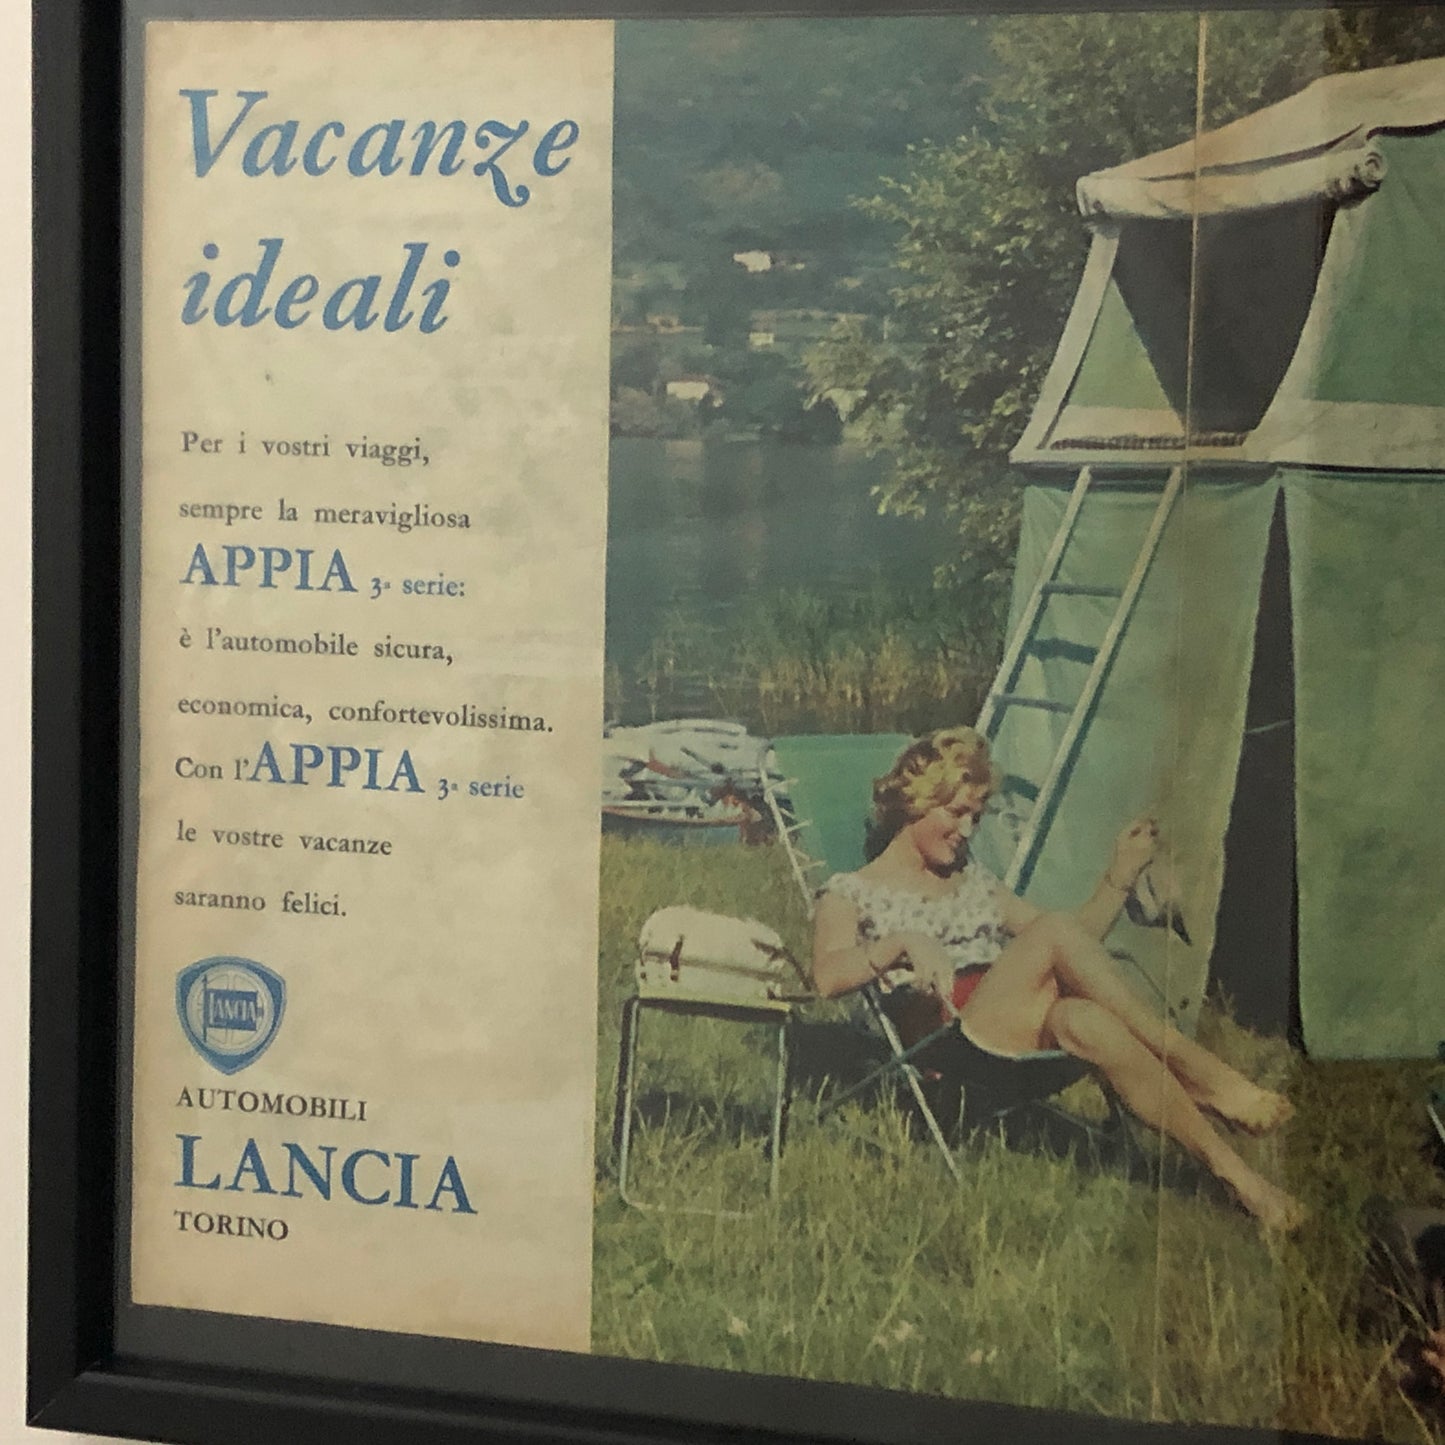 Vacanze
ideali
Per i vostri viaggi,
sempre la meravigliosa
APPIA 3ª serie:
è l'automobile sicura,
economica, confortevolissima.
Con l'APPIA 3ª serie
le vostre vacanze
saranno felici.
LANCIA
AUTOMOBILI
LANCIA
TORINO